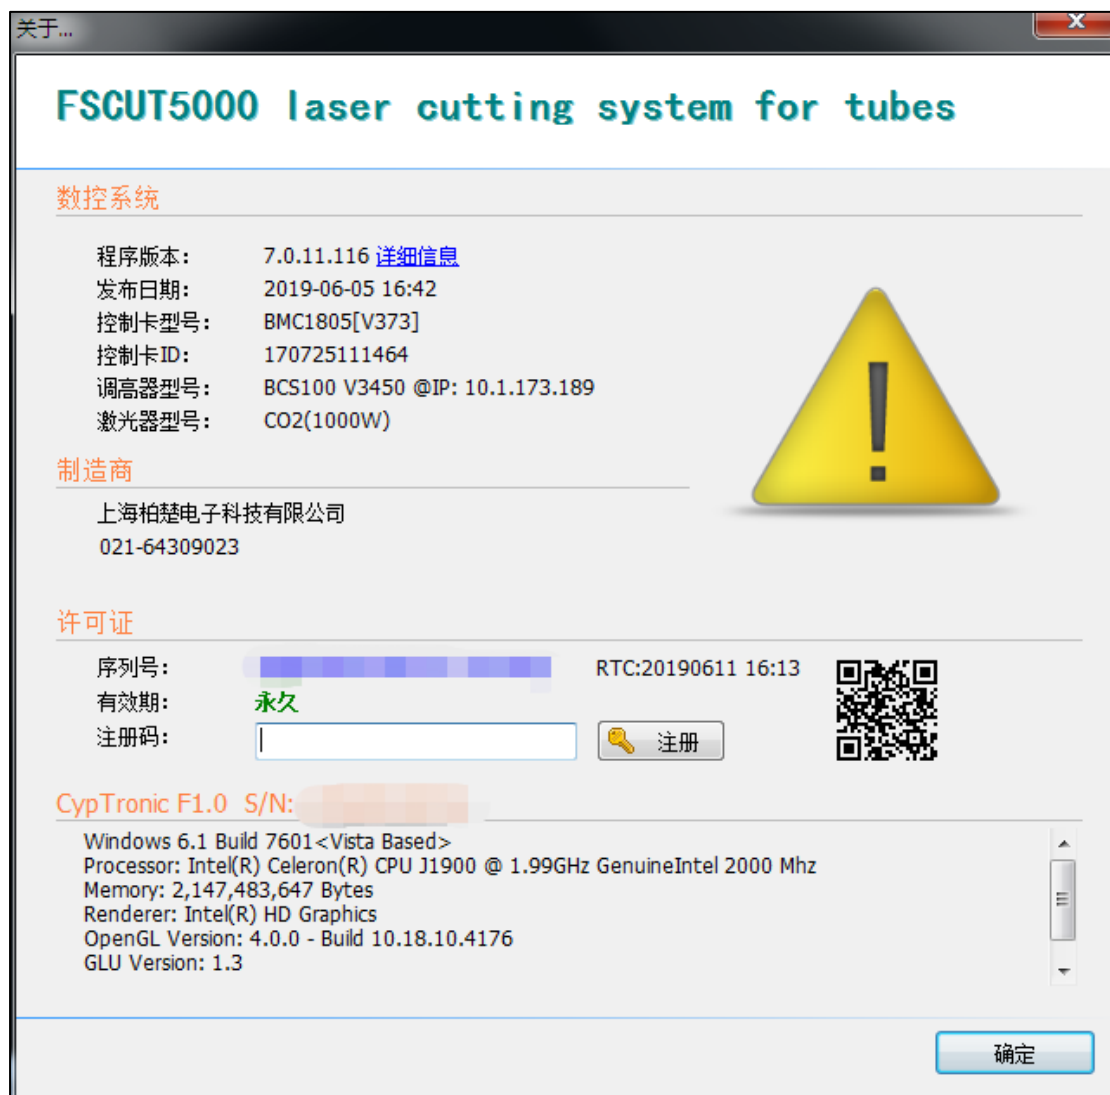 关于...
FSCUT5000 laser cutting system for tubes
数控系统
程序版本： 7.0.11.116 详细信息
发布日期： 2019-06-05 16:42
控制卡型号： BMC1805[V373]
控制卡ID： 170725111464
调高器型号： BCS100 V3450 @IP: 10.1.173.189
激光器型号： CO2(1000W)
制造商
上海柏楚电子科技有限公司
021-64309023
许可证
序列号： RTC:20190611 16:13
有效期： 永久
注册码： 注册
CypTronic F1.0 S/N:
Windows 6.1 Build 7601<Vista Based>
Processor: Intel(R) Celeron(R) CPU J1900 @ 1.99GHz GenuineIntel 2000 Mhz
Memory: 2,147,483,647 Bytes
Renderer: Intel(R) HD Graphics
OpenGL Version: 4.0.0 - Build 10.18.10.4176
GLU Version: 1.3
确定